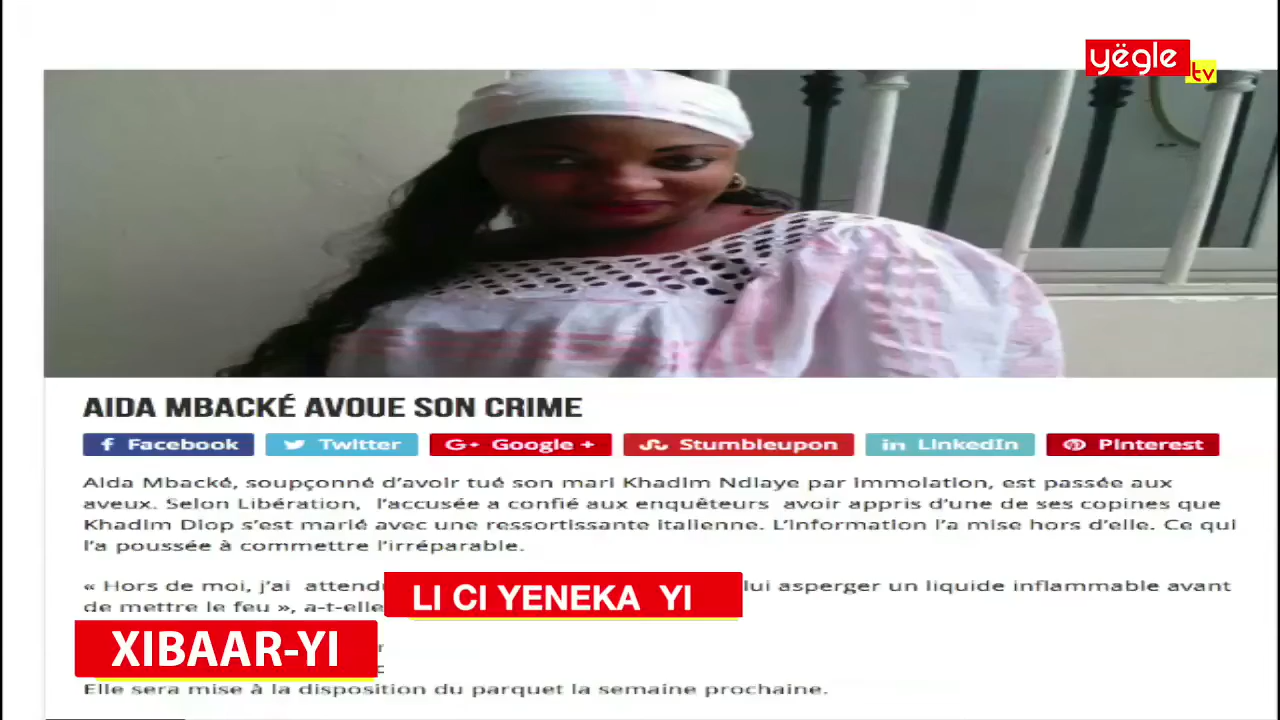 yëgle
tv
AIDA MBACKÉ AVOUE SON CRIME
Facebook Twitter Google + Stumbleupon LinkedIn Pinterest
Aida Mbacké, soupçonné d'avoir tué son mari Khadim Ndiaye par immolation, est passée aux
aveux. Selon Libération, l'accusée a confié aux enquêteurs avoir appris d'une de ses copines que
Khadim Diop s'est marié avec une ressortissante italienne. L'information l'a mise hors d'elle. Ce qui
l'a poussée à commettre l'irréparable.
« Hors de moi, j'ai lui asperger un liquide inflammable avant
LI CI YENEKA YI
de mettre le feu », a-t-elle
XIBAAR-YI
Elle sera mise à la disposition du parquet la semaine prochaine.